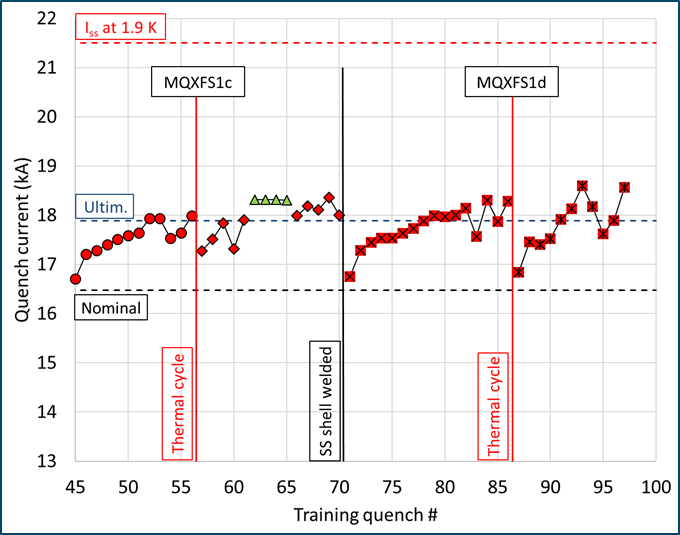 22
21
20
19
18
17
16
15
14
13
Quench current (kA)
Iss at 1.9 K
MQXFS1c
MQXFS1d
Ultim.
Nominal
Thermal cycle
SS shell welded
Thermal cycle
45 50 55 60 65 70 75 80 85 90 95 100
Training quench #